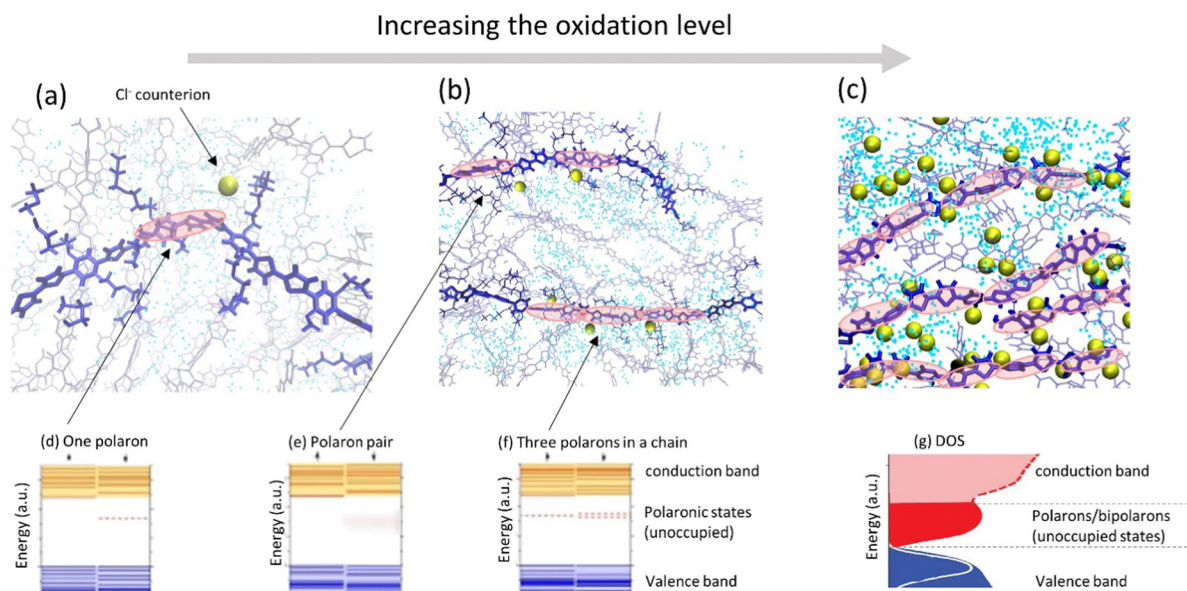 Increasing the oxidation level
(a)
Cl⁻ counterion
(b)
(c)
(d) One polaron
(e) Polaron pair
(f) Three polarons in a chain
(g) DOS
Energy (a.u.)
Energy (a.u.)
Energy (a.u.)
conduction band
Polaronic states
(unoccupied)
Valence band
Energy (a.u.)
conduction band
Polarons/bipolarons
(unoccupied states)
Valence band